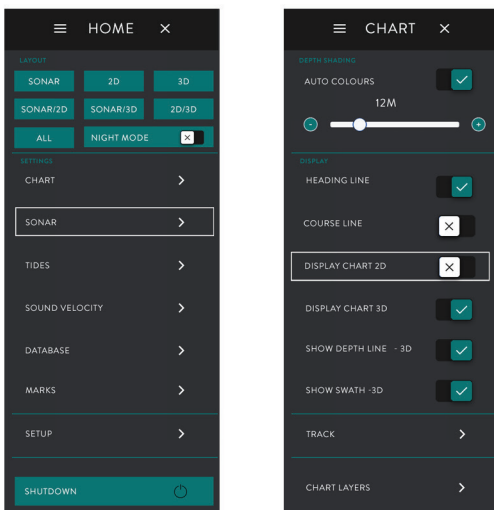 HOME
LAYOUT
SONAR 2D 3D
SONAR/2D SONAR/3D 2D/3D
ALL NIGHT MODE
SETTINGS
CHART
SONAR
TIDES
SOUND VELOCITY
DATABASE
MARKS
SETUP
SHUTDOWN
CHART
DEPTH SHADING
AUTO COLOURS
12M
DISPLAY
HEADING LINE
COURSE LINE
DISPLAY CHART 2D
DISPLAY CHART 3D
SHOW DEPTH LINE - 3D
SHOW SWATH -3D
TRACK
CHART LAYERS